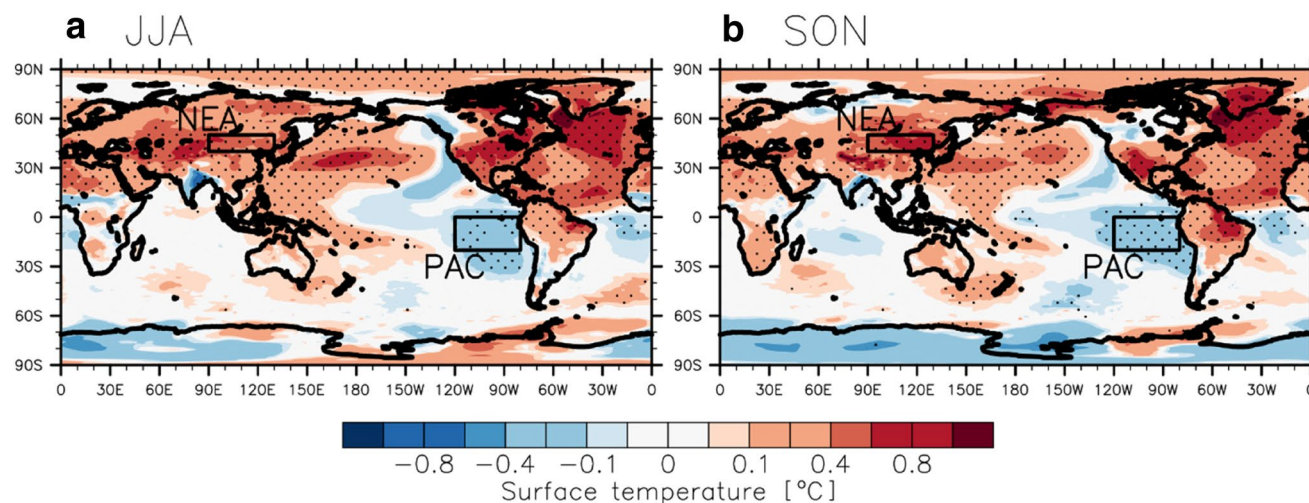 a JJA
b SON
90N
60N
30N
0
30S
60S
90S
NEA
PAC
0 30E 60E 90E 120E 150E 180 150W 120W 90W 60W 30W 0
90N
60N
30N
0
30S
60S
90S
NEA
PAC
0 30E 60E 90E 120E 150E 180 150W 120W 90W 60W 30W 0
−0.8 −0.4 −0.1 0 0.1 0.4 0.8
Surface temperature [°C]